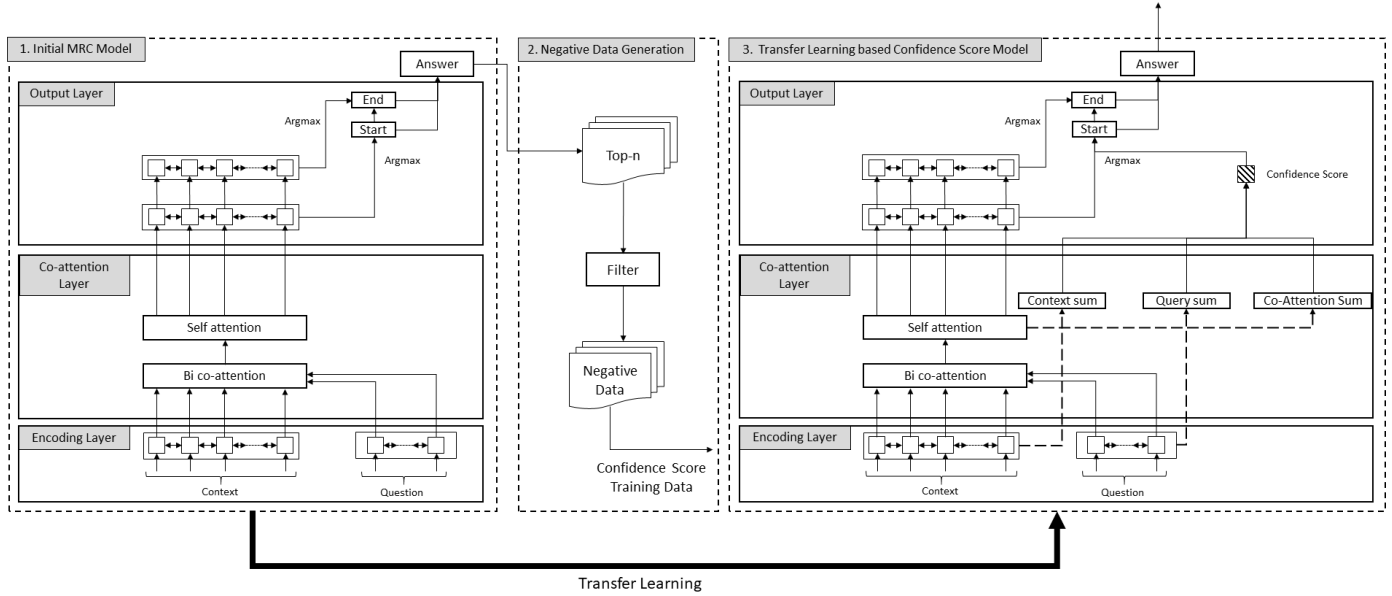 1. Initial MRC Model
Answer
Output Layer
End
Argmax
Start
Argmax
Co-attention
Layer
Self attention
Bi co-attention
Encoding Layer
Context
Question
2. Negative Data Generation
Top-n
Filter
Negative
Data
Confidence Score
Training Data
3. Transfer Learning based Confidence Score Model
Answer
Output Layer
End
Argmax
Start
Argmax
Confidence Score
Co-attention
Layer
Context sum
Query sum
Co-Attention Sum
Self attention
Bi co-attention
Encoding Layer
Context
Question
Transfer Learning